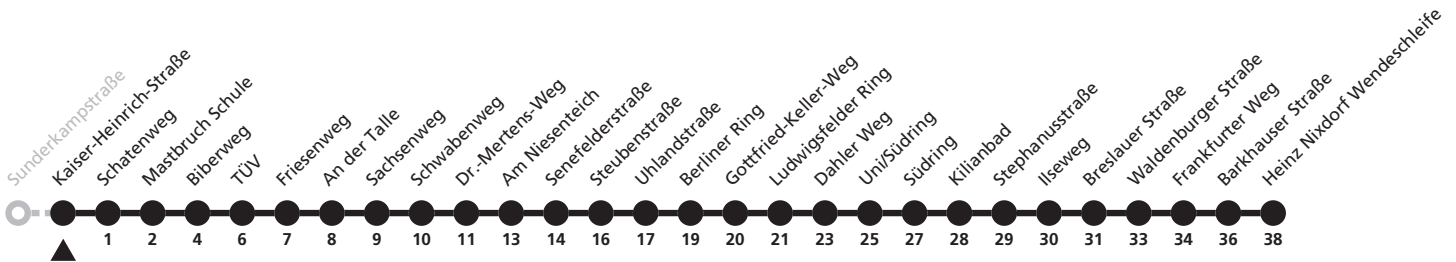 Sunderkampstraße
Kaiser-Heinrich-Straße
Schatenweg
Mastbruch Schule
Biberweg
TÜV
Friesenweg
An der Talle
Sachsenweg
Schwabenweg
Dr.-Mertens-Weg
Am Niesenteich
Senefelderstraße
Steubenstraße
Uhlandstraße
Berliner Ring
Gottfried-Keller-Weg
Ludwigsfelder Ring
Dahler Weg
Uni/Südring
Südring
Kilianbad
Stephanusstraße
Ilseweg
Breslauer Straße
Waldenburger Straße
Frankfurter Weg
Barkhauser Straße
Heinz Nixdorf Wendeschleife
1 2 4 6 7 8 9 10 11 13 14 16 17 19 20 21 23 25 27 28 29 30 31 33 34 36 38